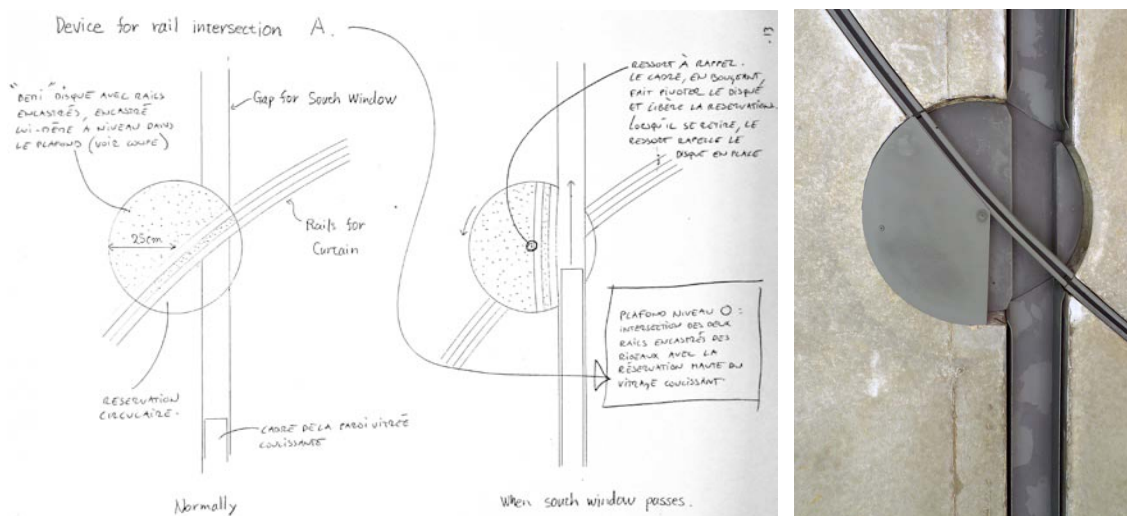 Device for rail intersection A.
13.
"DEMI" DISQUE AVEC RAILS
ENCASTRÉS, ENCASTRÉ
LUI-MÊME A NIVEAU DANS
LE PLAFOND (VOIR COUPE)
Gap for South Window
25cm
Rails for
Curtain
RESERVATION
CIRCULAIRE.
CADRE DE LA PAROI VITRÉE
COULISSANTE
Normally
RESSORT À RAPPEL.
LE CADRE, EN BOUGEANT,
FAIT PIVOTER LE DISQUE
ET LIBÈRE LA RESERVATION.
LORSQU'IL SE RETIRE, LE
RESSORT RAPPELLE LE
DISQUE EN PLACE
PLAFOND NIVEAU O :
INTERSECTION DES DEUX
RAILS ENCASTRÉS DES
RIDEAUX AVEC LA
RÉSERVATION HAUTE DU
VITRAGE COULISSANT
When south window passes.